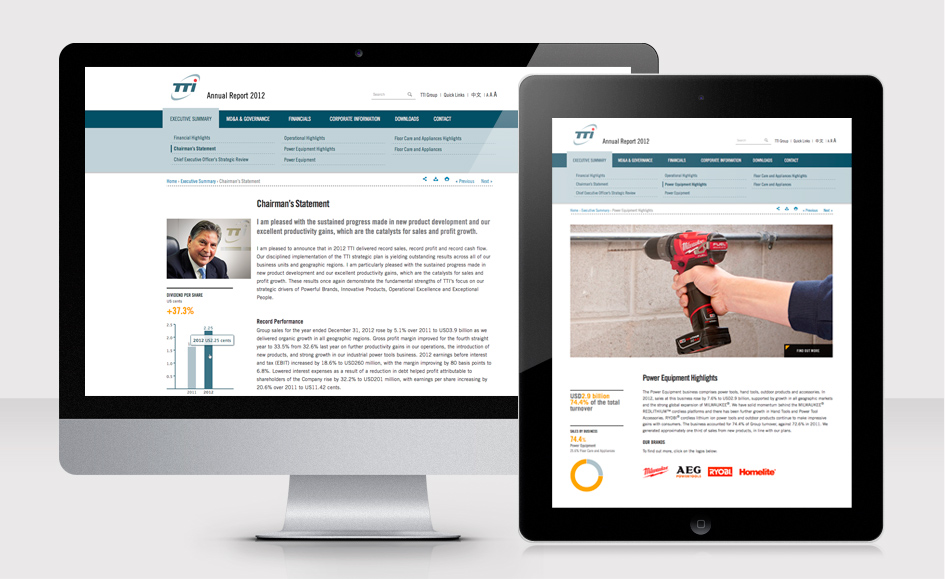 TTi
Annual Report 2012
Search
TTI Group | Quick Links | 中文 | A A A
EXECUTIVE SUMMARY
MD&A & GOVERNANCE
FINANCIALS
CORPORATE INFORMATION
DOWNLOADS
CONTACT
Financial Highlights
Chairman's Statement
Chief Executive Officer's Strategic Review
Operational Highlights
Power Equipment Highlights
Power Equipment
Floor Care and Appliances Highlights
Floor Care and Appliances
Home › Executive Summary › Chairman's Statement
« Previous
Next »
Chairman's Statement
I am pleased with the sustained progress made in new product development and our
excellent productivity gains, which are the catalysts for sales and profit growth.
I am pleased to announce that in 2012 TTI delivered record sales, record profit and record cash flow.
Our disciplined implementation of the TTI strategic plan is yielding outstanding results across all of our
business units and geographic regions. I am particularly pleased with the sustained progress made in
new product development and our excellent productivity gains, which are the catalysts for sales and
profit growth. These results once again demonstrate the fundamental strengths of TTI's focus on our
strategic drivers of Powerful Brands, Innovative Products, Operational Excellence and Exceptional
People.
DIVIDEND PER SHARE
US cents
+37.3%
2.5
2.0
1.5
1.0
0.5
2.25
2012 US2.25 cents
2011
2012
Record Performance
Group sales for the year ended December 31, 2012 rose by 5.1% over 2011 to USD3.9 billion as we
delivered organic growth in all geographic regions. Gross profit margin improved for the fourth straight
year to 33.5% from 32.6% last year on further productivity gains in our operations, the introduction
of new products, and strong growth in our industrial power tools business. 2012 earnings before interest
and tax (EBIT) increased by 18.6% to USD260 million, with the margin improving by 80 basis points to
6.8%. Lowered interest expenses as a result of a reduction in debt helped profit attributable to
shareholders of the Company rise by 32.2% to USD201 million, with earnings per share increasing by
20.6% over 2011 to US11.42 cents.
TTi
Annual Report 2012
Search
TTI Group | Quick Links | 中文 | A A A
EXECUTIVE SUMMARY
MD&A & GOVERNANCE
FINANCIALS
CORPORATE INFORMATION
DOWNLOADS
CONTACT
Financial Highlights
Chairman's Statement
Chief Executive Officer's Strategic Review
Operational Highlights
Power Equipment Highlights
Power Equipment
Floor Care and Appliances Highlights
Floor Care and Appliances
Home › Executive Summary › Power Equipment Highlights
« Previous
Next »
Milwaukee
FUEL
FIND OUT MORE
USD2.9 billion
74.4% of the total
turnover
SALES BY BUSINESS
74.4%
Power Equipment
25.6% Floor Care and Appliances
Power Equipment Highlights
The Power Equipment business comprises power tools, hand tools, outdoor products and accessories. In
2012, sales at this business rose by 7.6% to USD2.9 billion, supported by growth in all geographic markets
and the strong global expansion of MILWAUKEE®. We have solid momentum behind the MILWAUKEE®
REDLITHIUM™ cordless platforms and there has been further growth in Hand Tools and Power Tool
Accessories. RYOBI® cordless lithium ion power tools and outdoor products continue to make impressive
gains with consumers. The business accounted for 74.4% of Group turnover, against 72.6% in 2011. We
generated approximately one third of sales from new products, in line with our plans.
OUR BRANDS
To find out more, click on the logos below:
Milwaukee
AEG
POWERTOOLS
RYOBI
Homelite